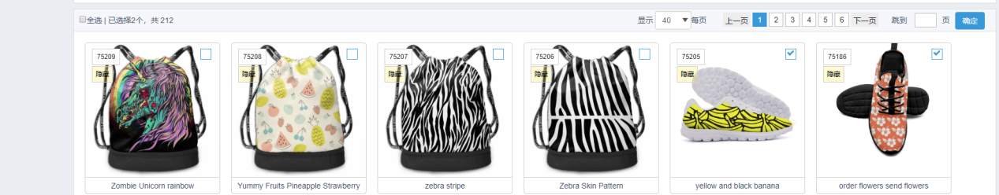 全选 | 已选择2个，共 212
显示 40 每页 上一页 1 2 3 4 5 6 下一页 跳到 页 确定
75209 75208 75207 75206 75205 75186
隐藏 隐藏 隐藏 隐藏 隐藏 隐藏
Zombie Unicorn rainbow Yummy Fruits Pineapple Strawberry zebra stripe Zebra Skin Pattern yellow and black banana order flowers send flowers